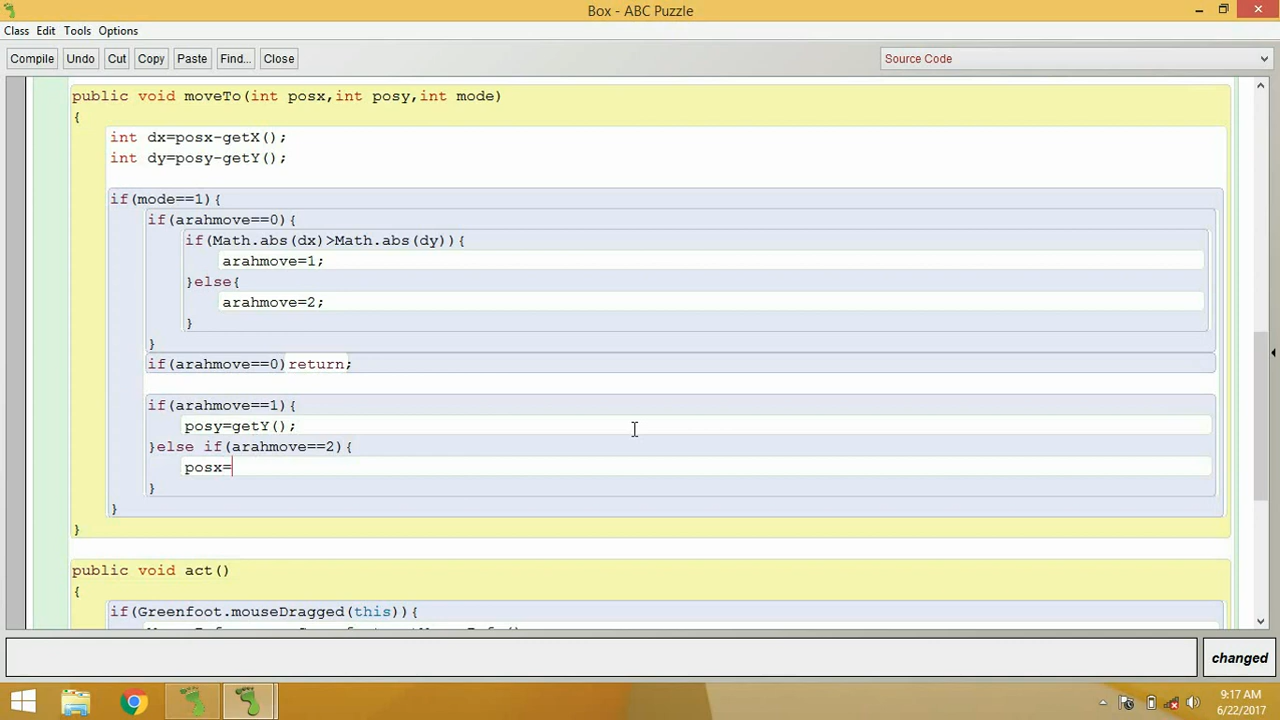 Box - ABC Puzzle
Class Edit Tools Options
Compile Undo Cut Copy Paste Find... Close Source Code
public void moveTo(int posx,int posy,int mode)
{
int dx=posx-getX();
int dy=posy-getY();
if(mode==1){
if(arahmove==0){
if(Math.abs(dx)>Math.abs(dy)){
arahmove=1;
}else{
arahmove=2;
}
}
if(arahmove==0)return;
if(arahmove==1){
posy=getY();
}else if(arahmove==2){
posx=
}
}
}
public void act()
{
if(Greenfoot.mouseDragged(this)){
changed
9:17 AM
6/22/2017